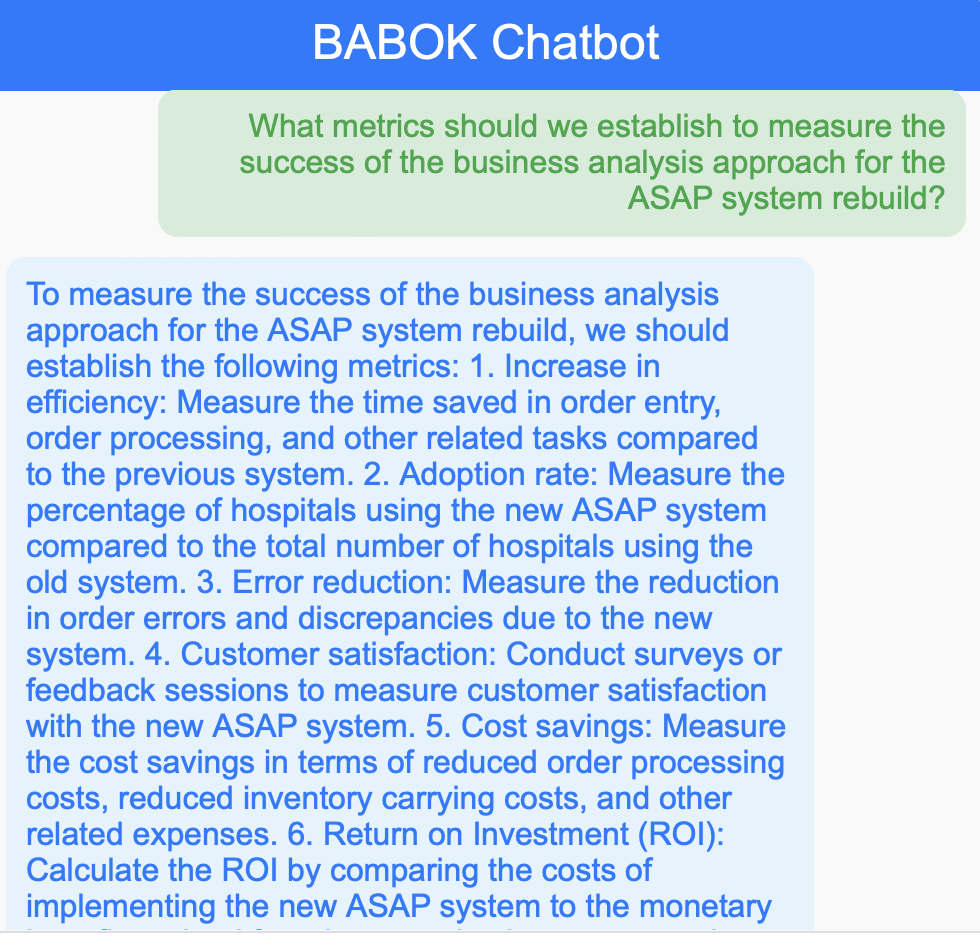 BABOK Chatbot
What metrics should we establish to measure the
success of the business analysis approach for the
ASAP system rebuild?
To measure the success of the business analysis
approach for the ASAP system rebuild, we should
establish the following metrics: 1. Increase in
efficiency: Measure the time saved in order entry,
order processing, and other related tasks compared
to the previous system. 2. Adoption rate: Measure the
percentage of hospitals using the new ASAP system
compared to the total number of hospitals using the
old system. 3. Error reduction: Measure the reduction
in order errors and discrepancies due to the new
system. 4. Customer satisfaction: Conduct surveys or
feedback sessions to measure customer satisfaction
with the new ASAP system. 5. Cost savings: Measure
the cost savings in terms of reduced order processing
costs, reduced inventory carrying costs, and other
related expenses. 6. Return on Investment (ROI):
Calculate the ROI by comparing the costs of
implementing the new ASAP system to the monetary